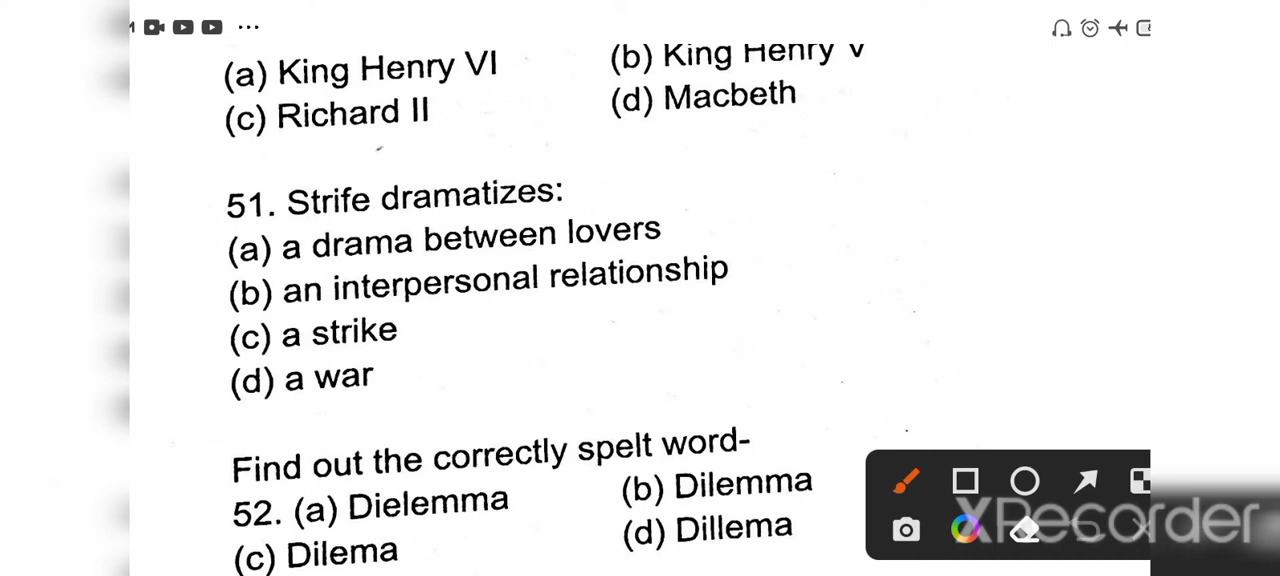 (a) King Henry VI (b) King Henry V
(c) Richard II (d) Macbeth
51. Strife dramatizes:
(a) a drama between lovers
(b) an interpersonal relationship
(c) a strike
(d) a war
Find out the correctly spelt word-
52. (a) Dielemma (b) Dilemma
(c) Dilema (d) Dillema
XRecorder